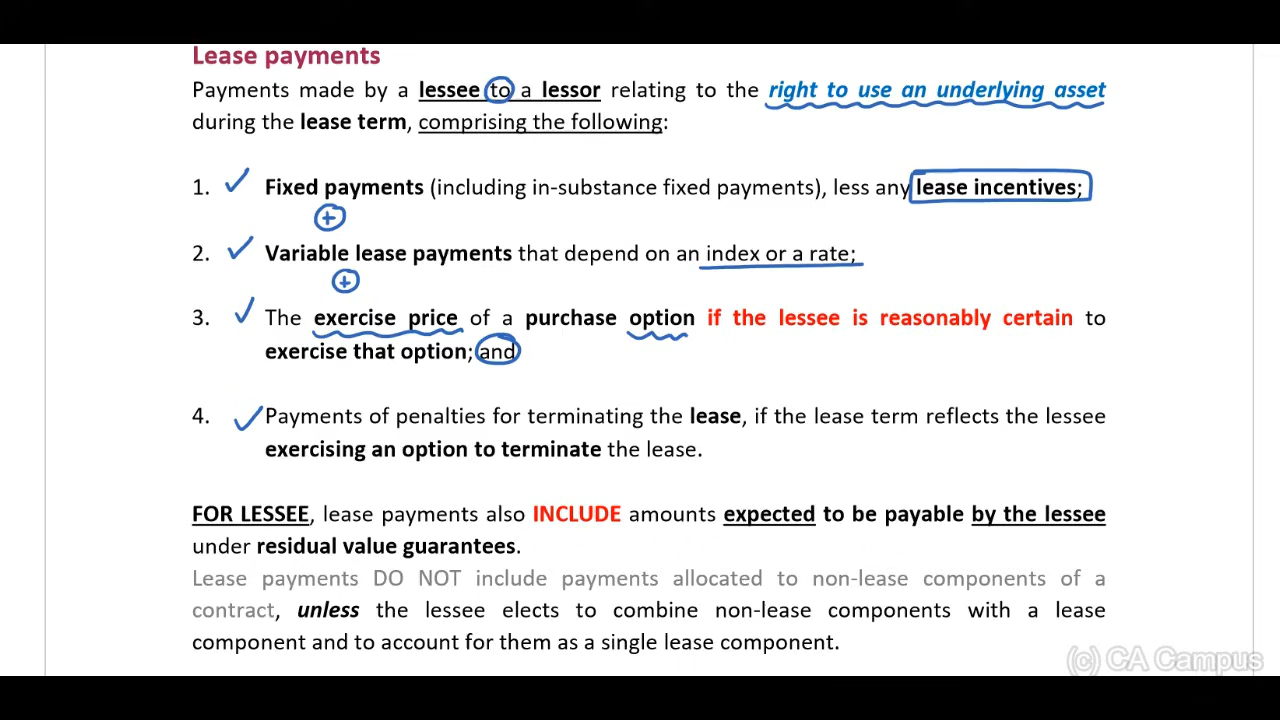 Lease payments
Payments made by a lessee to a lessor relating to the right to use an underlying asset
during the lease term, comprising the following:
1. Fixed payments (including in-substance fixed payments), less any lease incentives;
+
2. Variable lease payments that depend on an index or a rate;
+
3. The exercise price of a purchase option if the lessee is reasonably certain to
exercise that option; and
4. Payments of penalties for terminating the lease, if the lease term reflects the lessee
exercising an option to terminate the lease.
FOR LESSEE, lease payments also INCLUDE amounts expected to be payable by the lessee
under residual value guarantees.
Lease payments DO NOT include payments allocated to non-lease components of a
contract, unless the lessee elects to combine non-lease components with a lease
component and to account for them as a single lease component.
(c) CA Campus